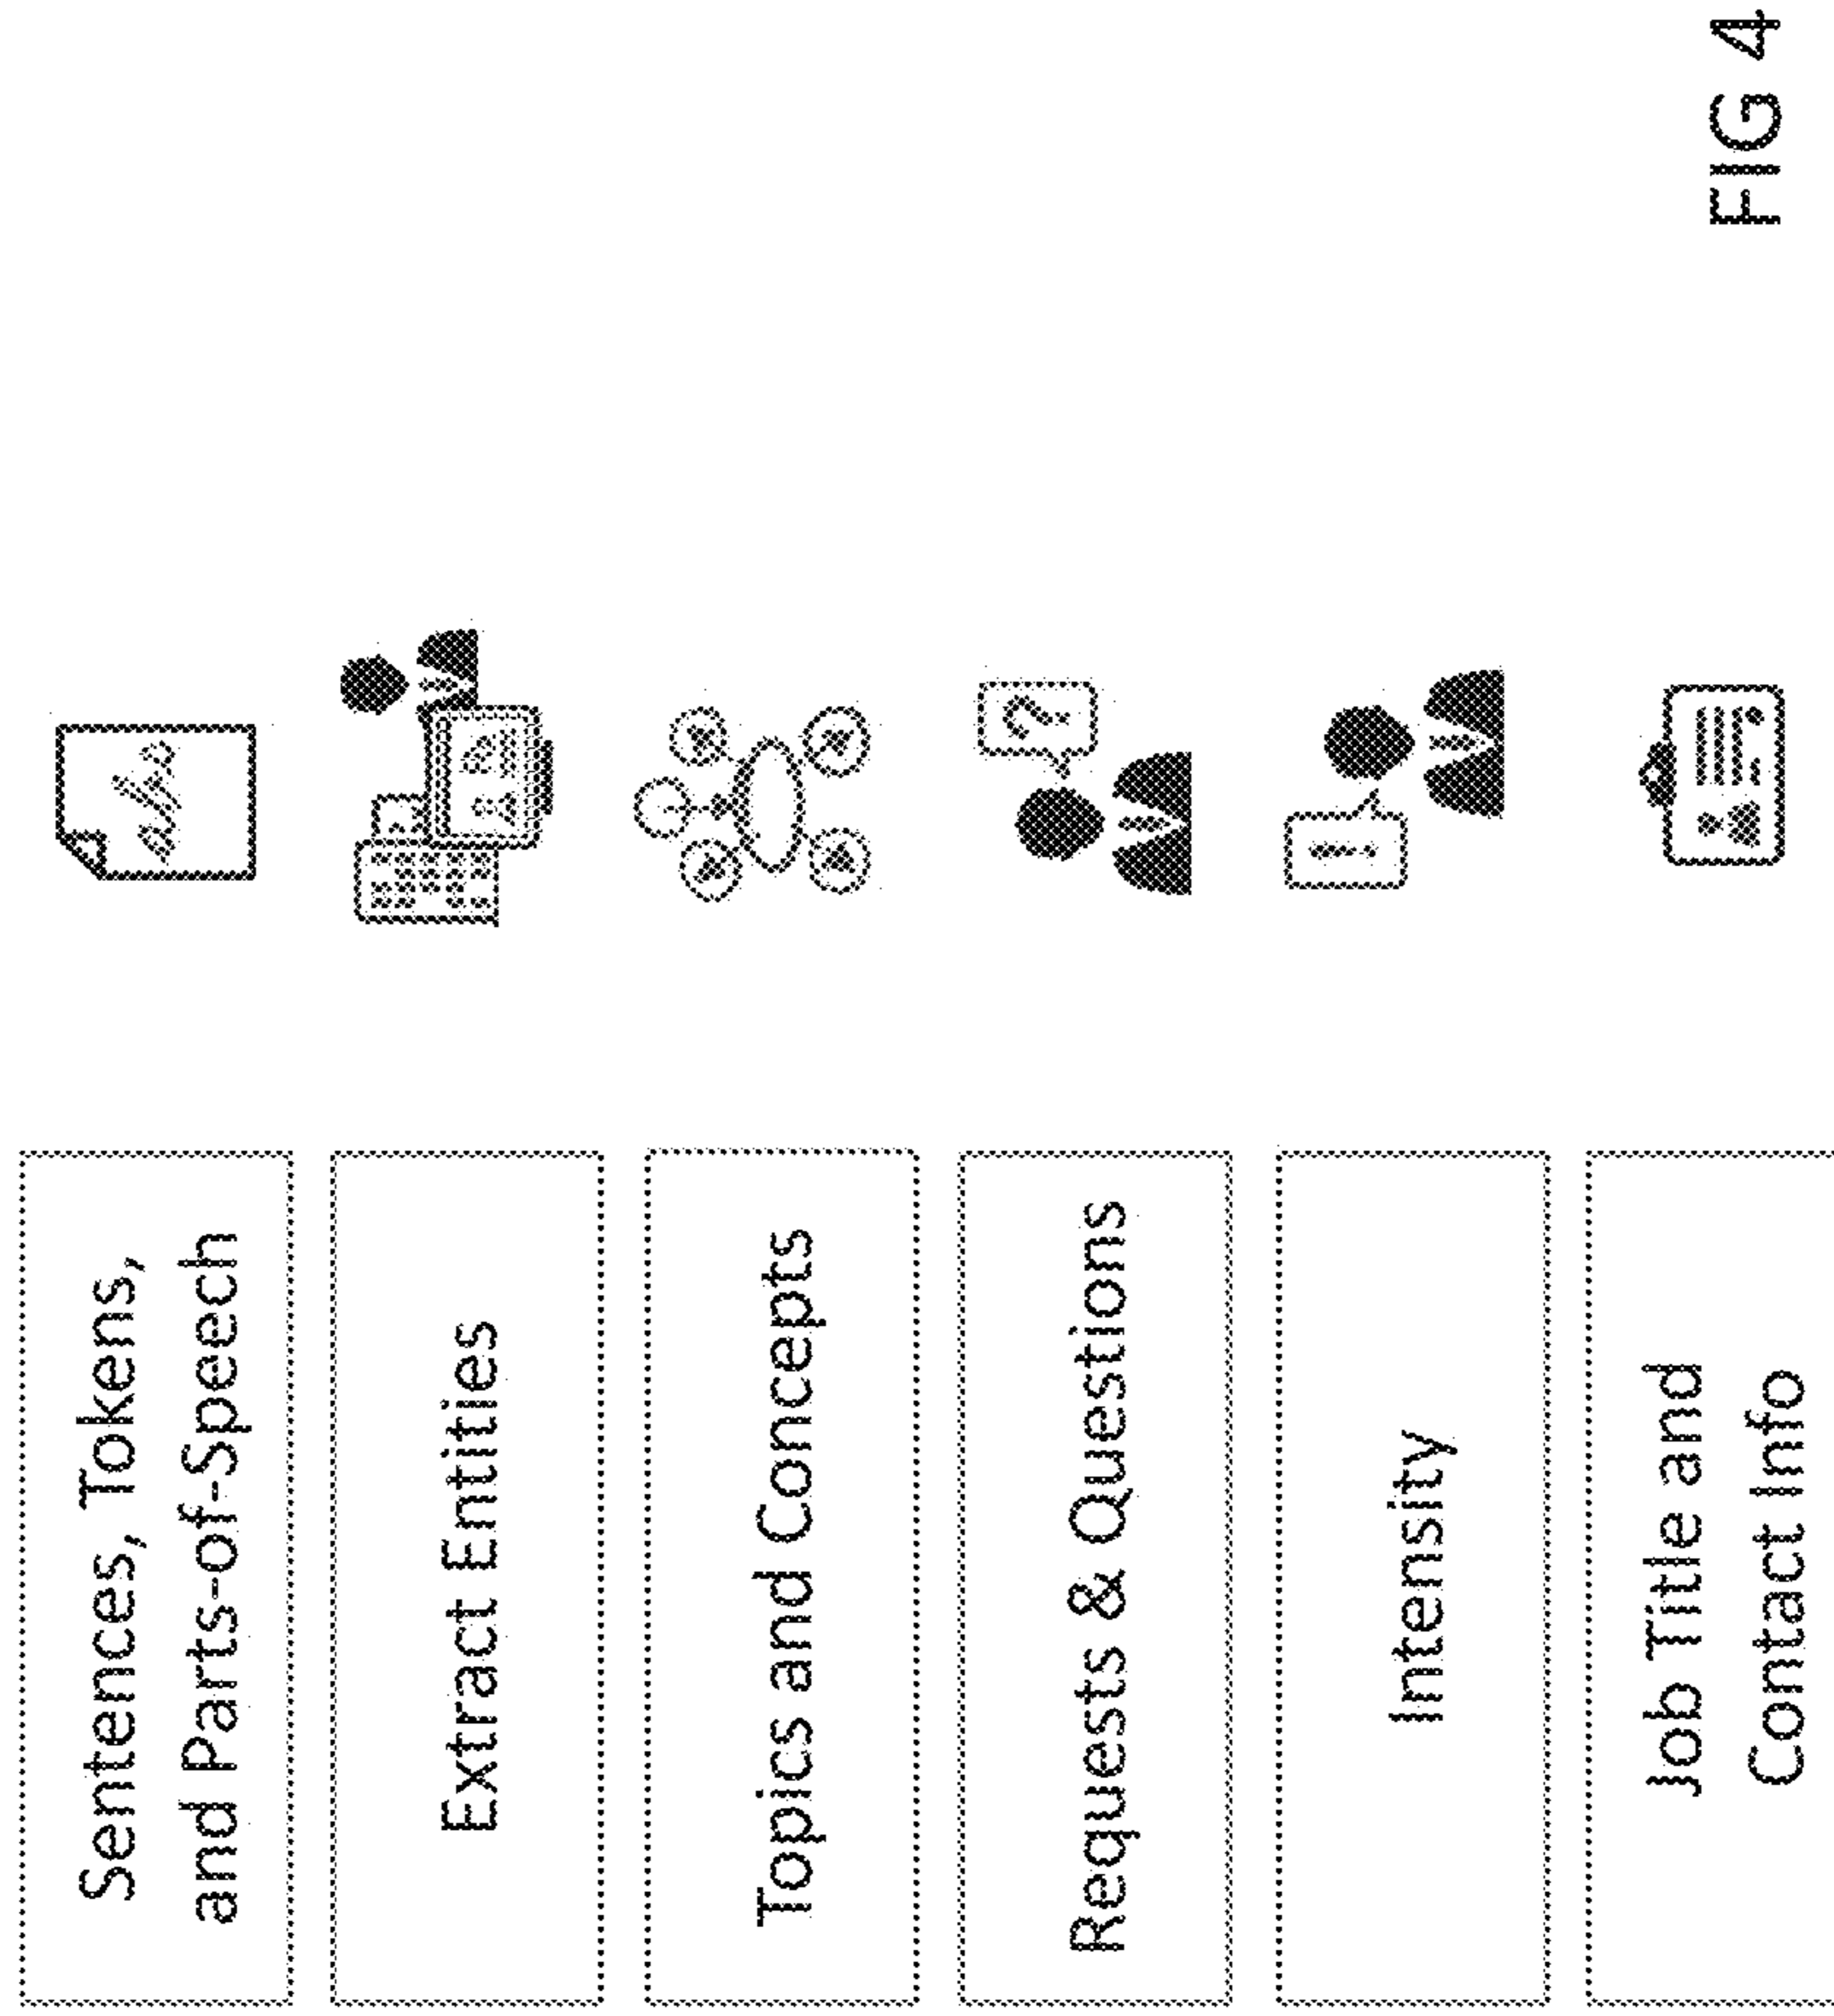 Sentences, Tokens,
and Parts-of-Speech
Extract Entities
Topics and Concepts
Requests & Questions
?
Intensity
!
Job Title and
Contact Info
FIG 4